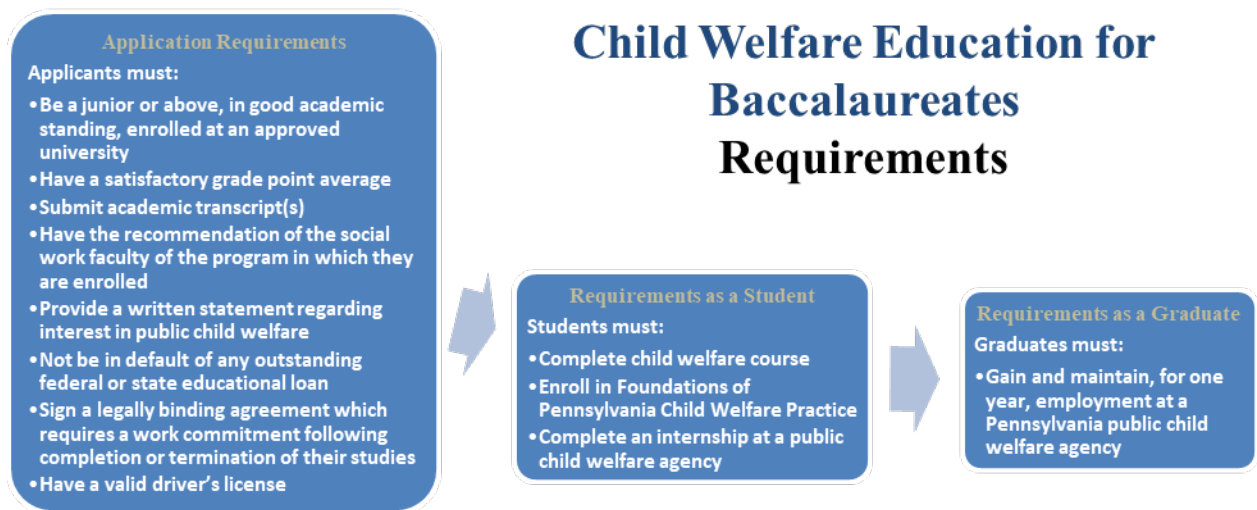 Child Welfare Education for
Baccalaureates
Requirements
Application Requirements
Applicants must:
•Be a junior or above, in good academic
standing, enrolled at an approved
university
•Have a satisfactory grade point average
•Submit academic transcript(s)
•Have the recommendation of the social
work faculty of the program in which they
are enrolled
•Provide a written statement regarding
interest in public child welfare
•Not be in default of any outstanding
federal or state educational loan
•Sign a legally binding agreement which
requires a work commitment following
completion or termination of their studies
•Have a valid driver’s license
Requirements as a Student
Students must:
•Complete child welfare course
•Enroll in Foundations of
Pennsylvania Child Welfare Practice
•Complete an internship at a public
child welfare agency
Requirements as a Graduate
Graduates must:
•Gain and maintain, for one
year, employment at a
Pennsylvania public child
welfare agency